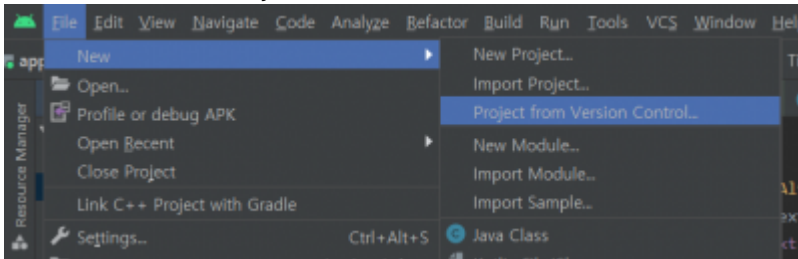 File Edit View Navigate Code Analyze Refactor Build Run Tools VCS Window Hel
app
New
Open...
Profile or debug APK
Open Recent
Close Project
Link C++ Project with Gradle
Settings... Ctrl+Alt+S
New Project...
Import Project...
Project from Version Control...
New Module...
Import Module...
Import Sample...
Java Class
Resource Manager